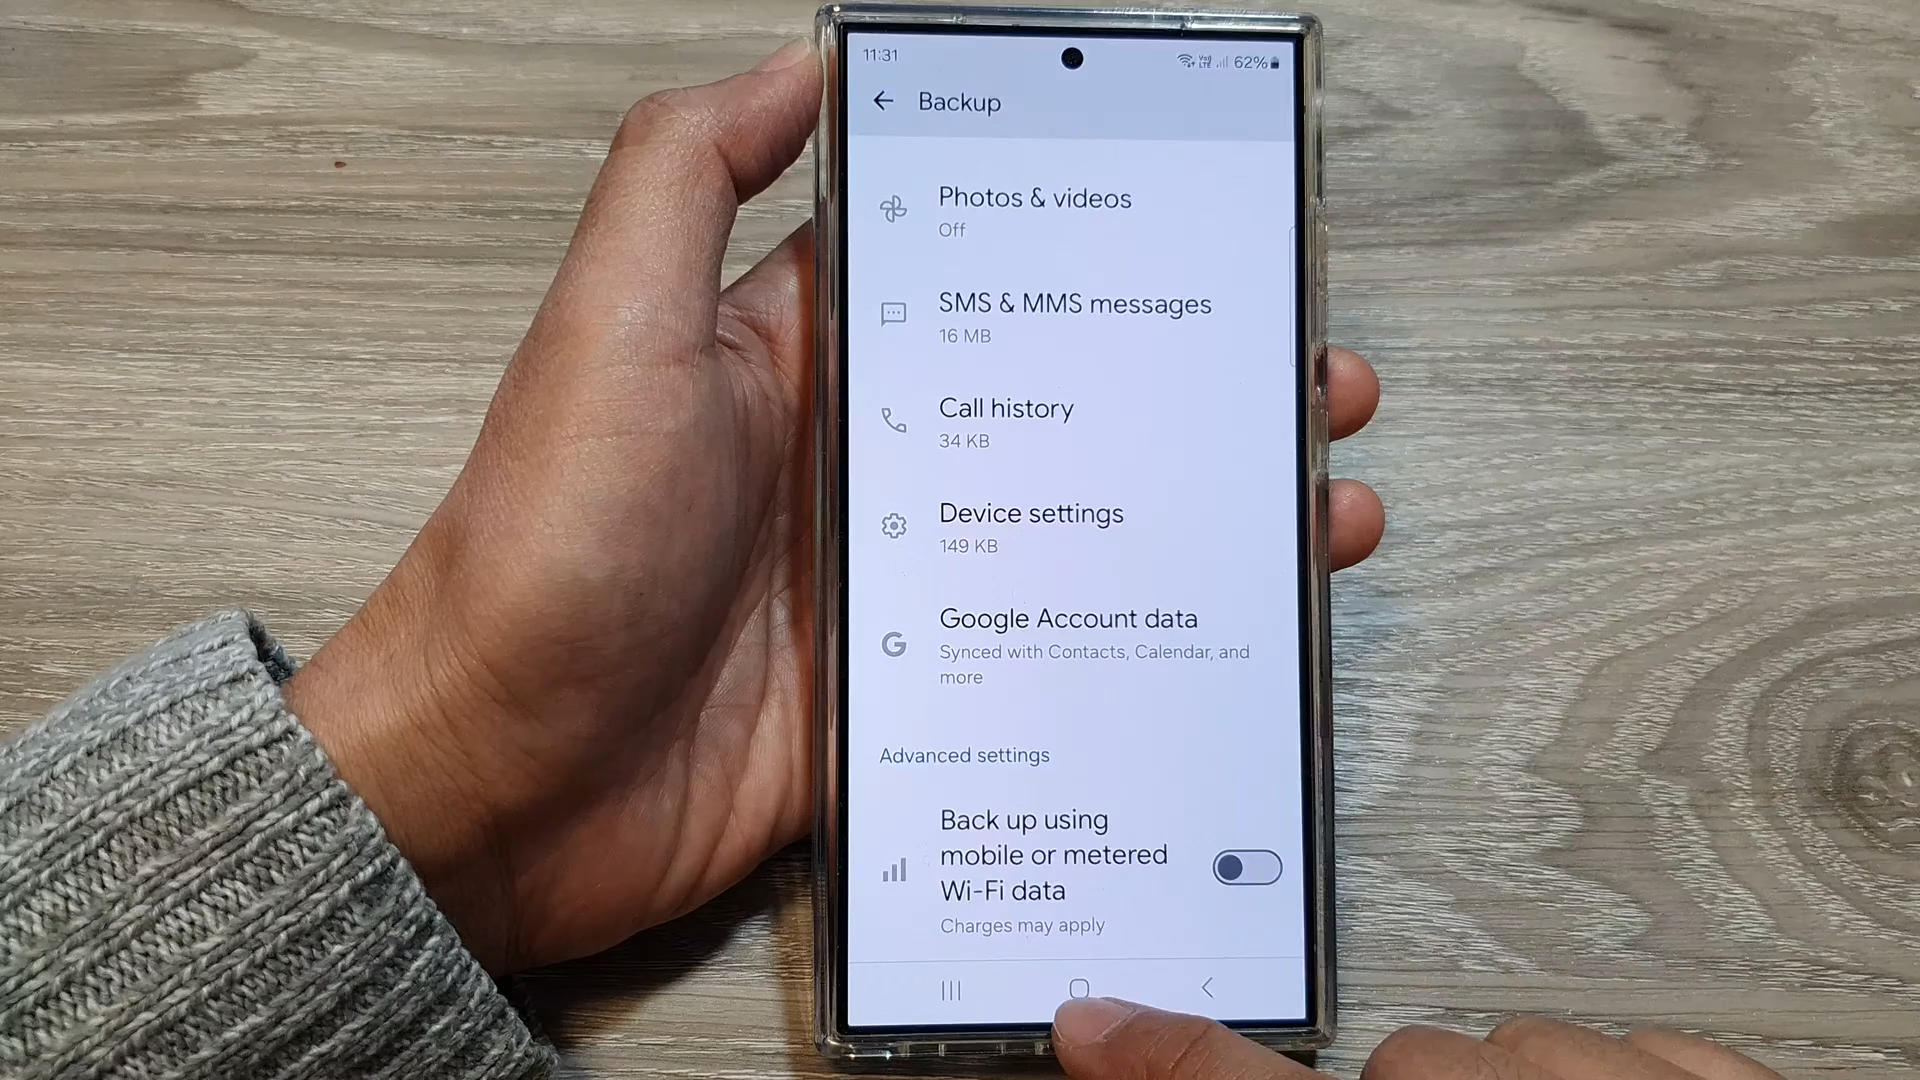 11:31
Vo) LTE 62%
Backup
Photos & videos
Off
SMS & MMS messages
16 MB
Call history
34 KB
Device settings
149 KB
Google Account data
Synced with Contacts, Calendar, and
more
Advanced settings
Back up using
mobile or metered
Wi-Fi data
Charges may apply